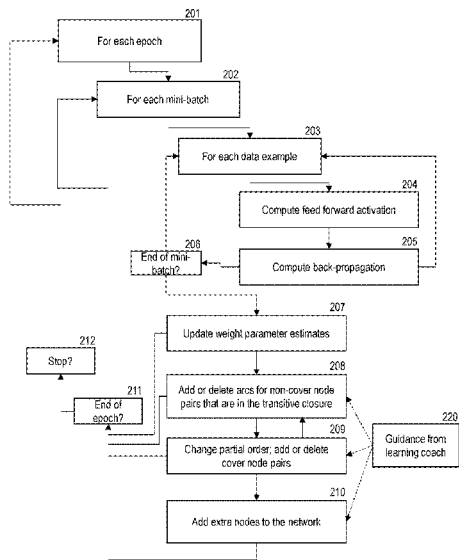 201
For each epoch
202
For each mini-batch
203
For each data example
204
Compute feed forward activation
206
205
End of mini-
batch?
Compute back-propagation
207
Update weight parameter estimates
212
Stop?
208
Add or delete arcs for non-cover node
pairs that are in the transitive closure
211
End of
epoch?
209
Change partial order; add or delete
cover node pairs
220
Guidance from
learning coach
210
Add extra nodes to the network